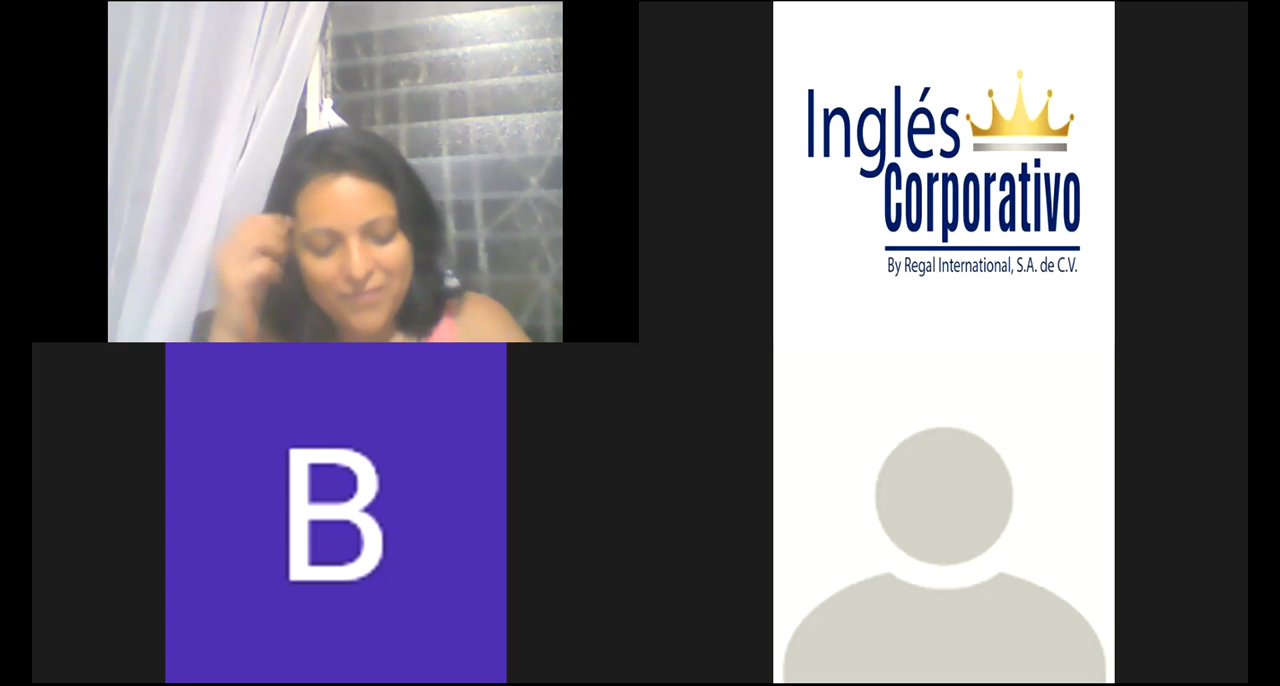 Inglés
Corporativo
By Regal International, S.A. de C.V.
B